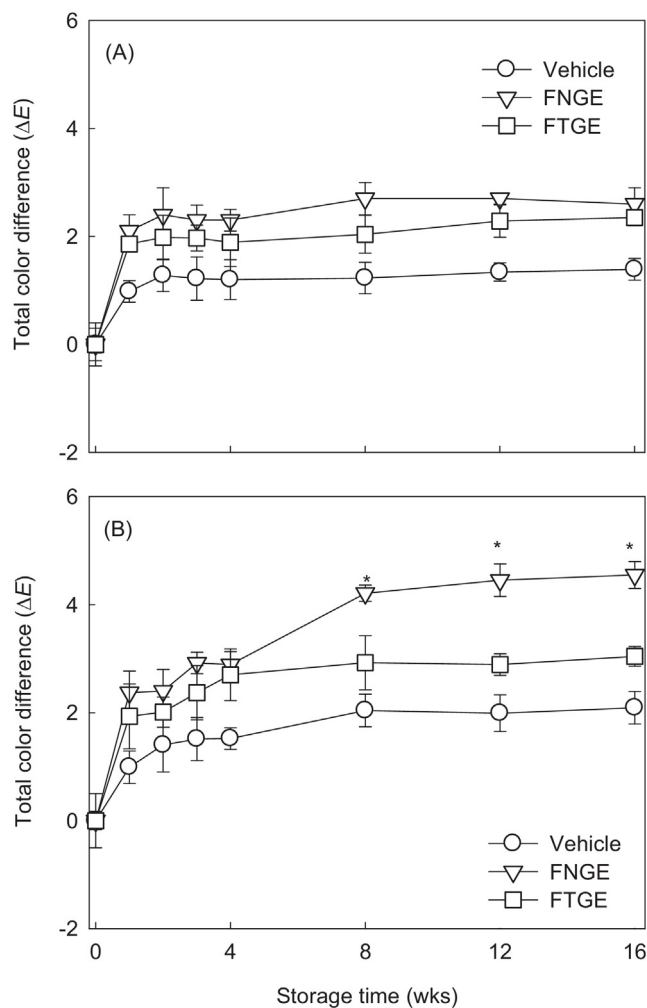 6
(A)
Vehicle
FNGE
FTGE
4
2
0
-2
Total color difference (ΔE)
6
(B)
*
*
*
4
2
0
-2
Total color difference (ΔE)
Vehicle
FNGE
FTGE
0
2
4
8
12
16
Storage time (wks)